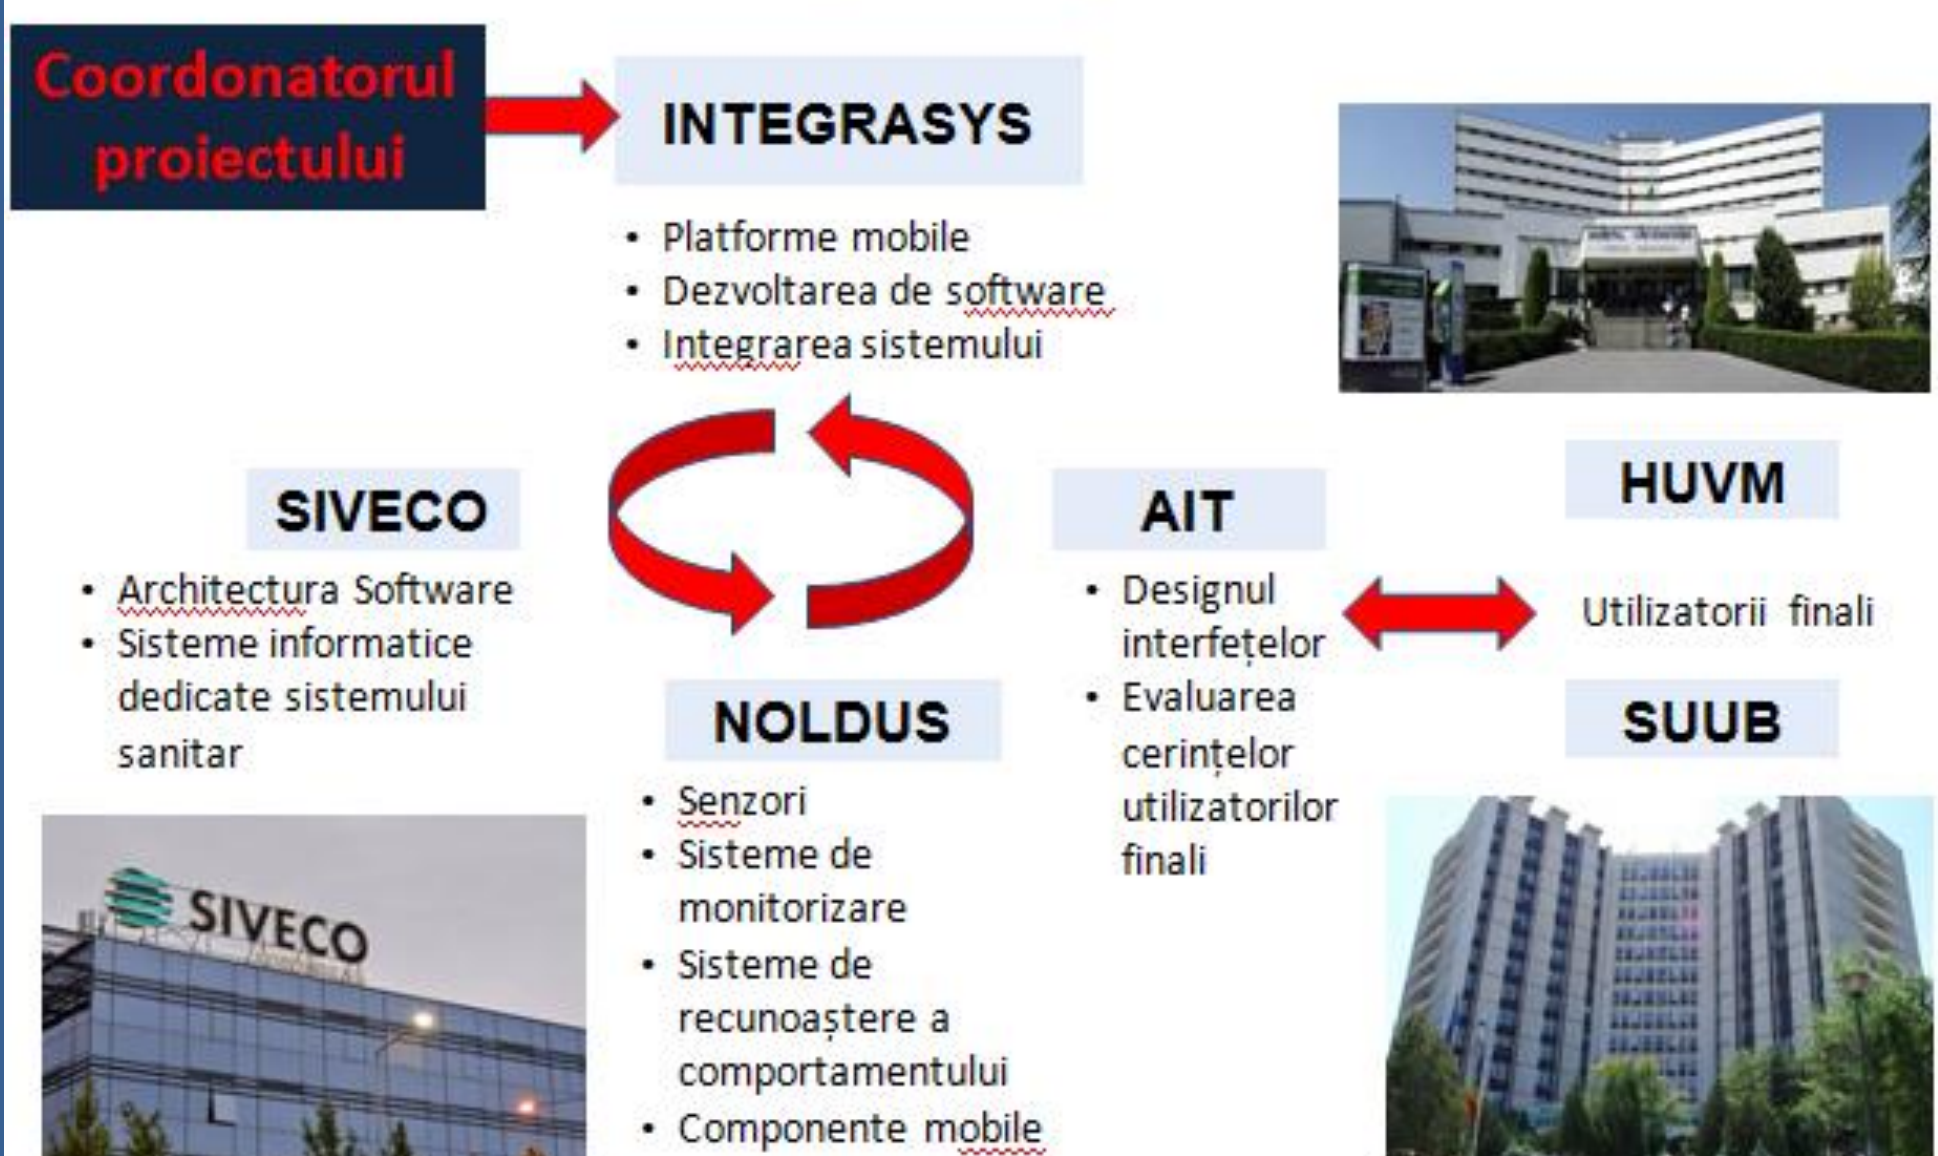 Coordonatorul
proiectului
INTEGRASYS
• Platforme mobile
• Dezvoltarea de software
• Integrarea sistemului
SIVECO
• Architectura Software
• Sisteme informatice
dedicate sistemului
sanitar
SIVECO
NOLDUS
• Senzori
• Sisteme de
monitorizare
• Sisteme de
recunoaștere a
comportamentului
• Componente mobile
AIT
• Designul
interfețelor
• Evaluarea
cerințelor
utilizatorilor
finali
HUVM
Utilizatorii finali
SUUB